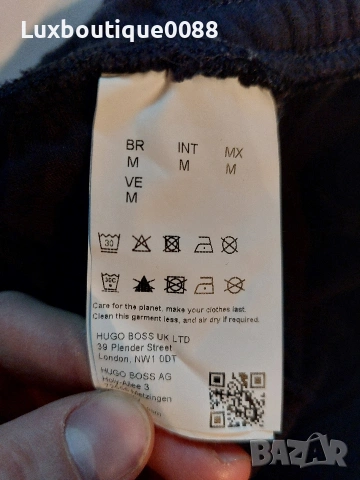 Luxboutique0088
BR INT MX
M M M
VE
M
30
30C
Care for the planet, make your clothes last.
Clean this garment less, and air dry if required.
HUGO BOSS UK LTD
39 Plender Street
London, NW1 0DT
HUGO BOSS AG
Holy-Allee 3
Metzingen
BAZAR